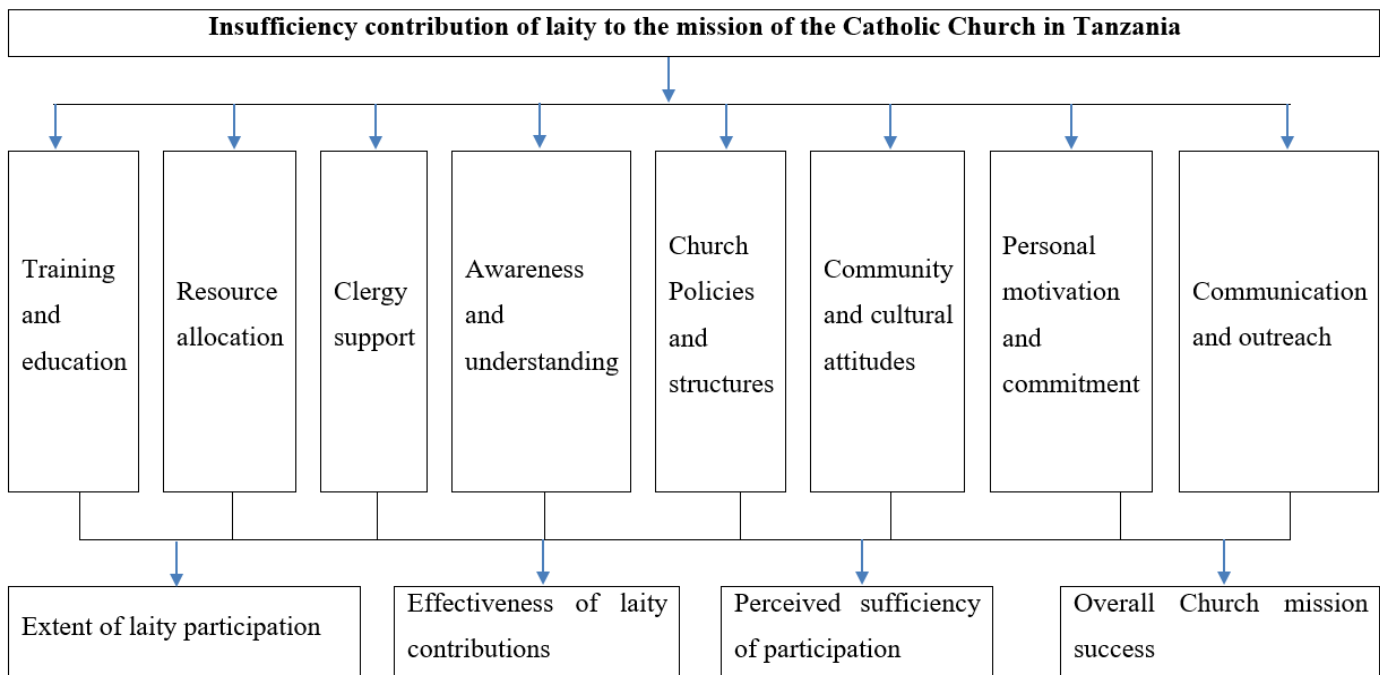 Insufficiency contribution of laity to the mission of the Catholic Church in Tanzania
Training
and
education
Resource
allocation
Clergy
support
Awareness
and
understanding
Church
Policies
and
structures
Community
and cultural
attitudes
Personal
motivation
and
commitment
Communication
and outreach
Extent of laity participation
Effectiveness of laity
contributions
Perceived sufficiency
of participation
Overall Church mission
success